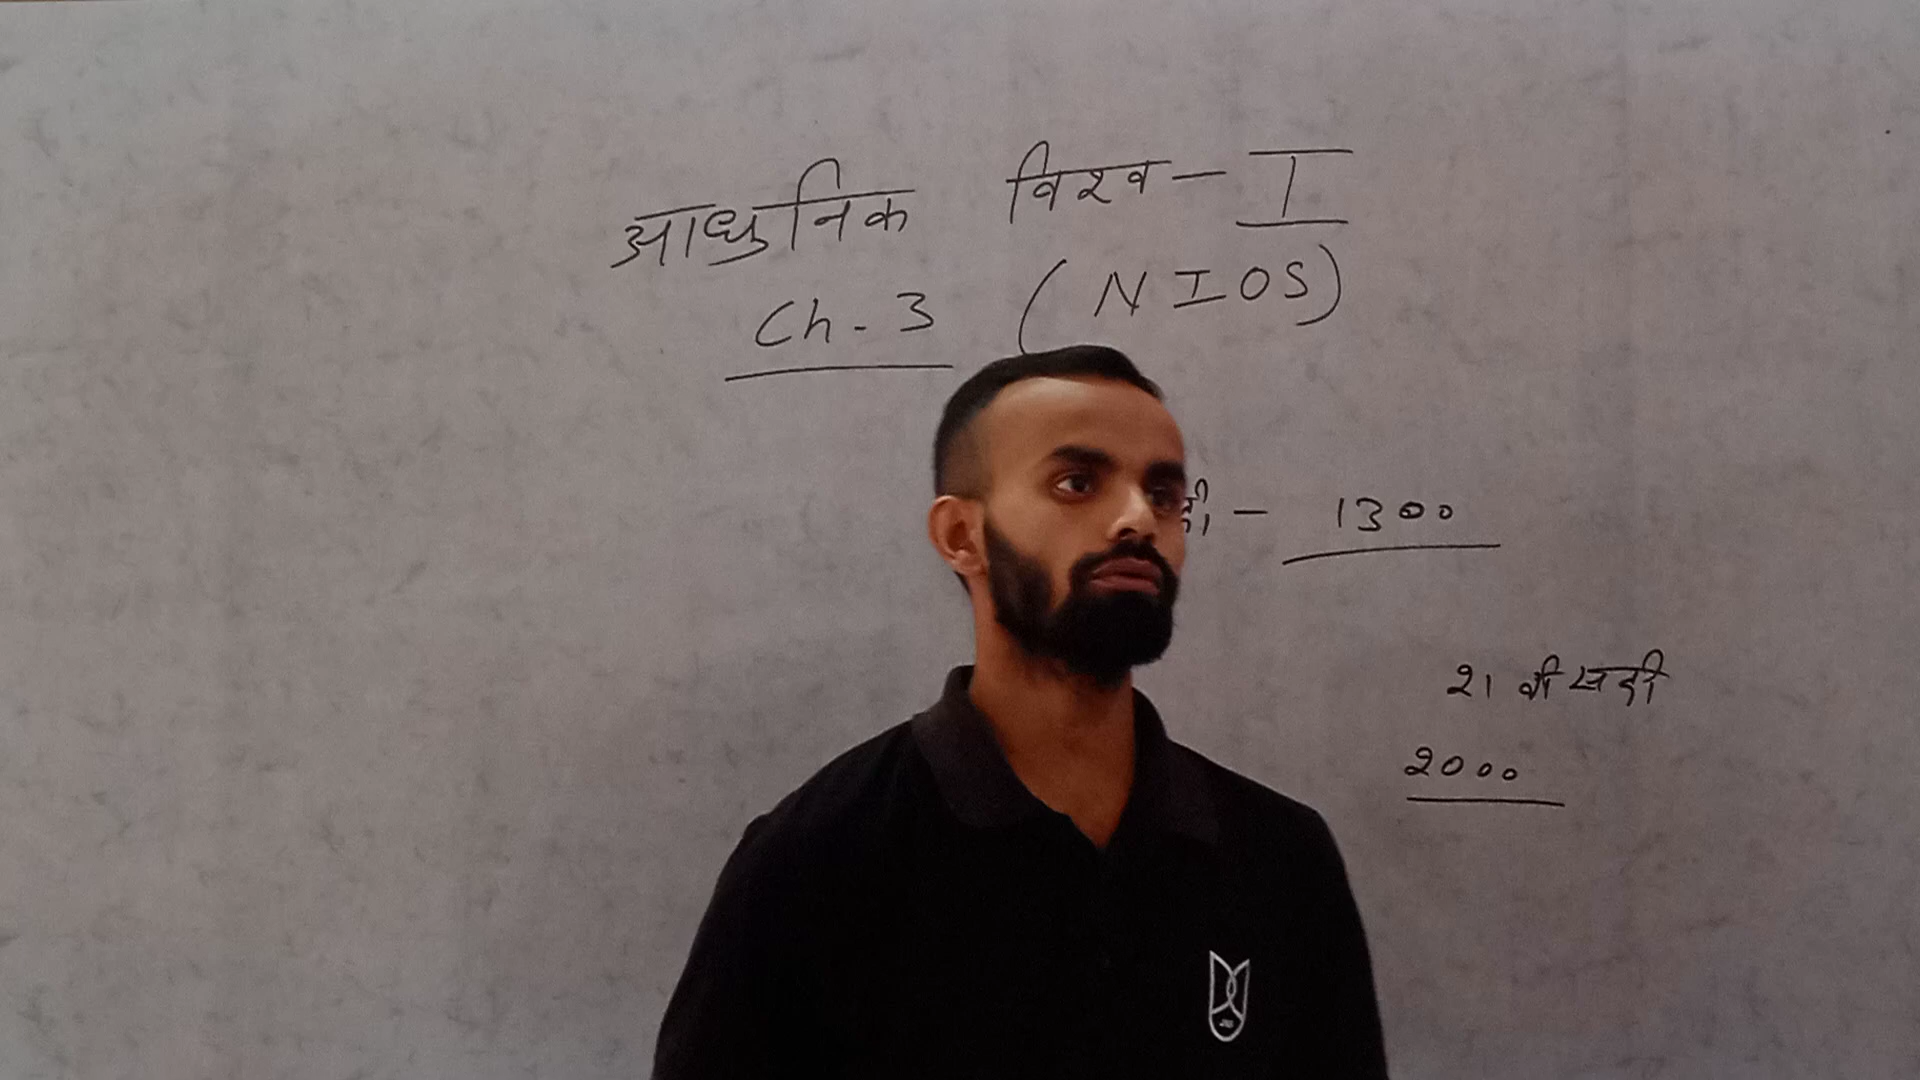 आधुनिक विश्व - I
Ch - 3 (NIOS)
- 1300
21 वी सदी
2000